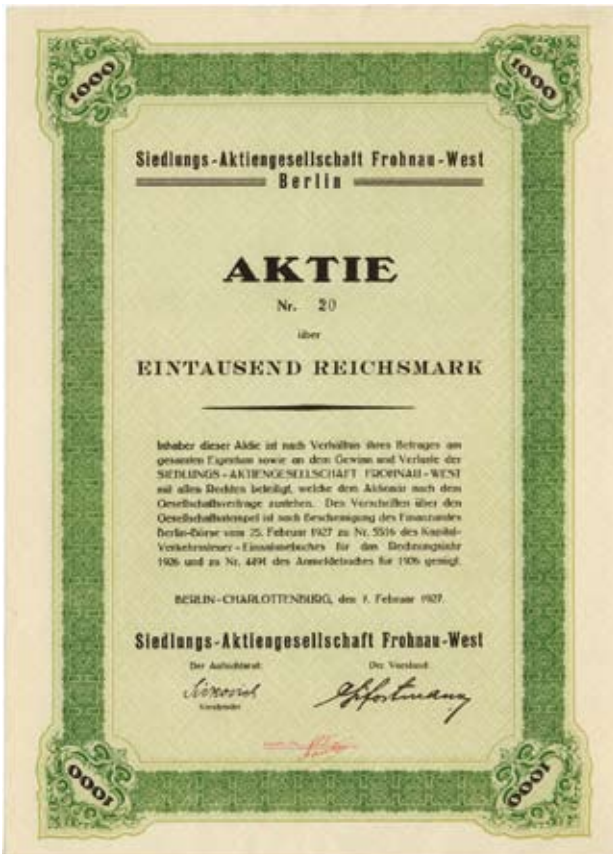 1000
1000
Siedlungs-Aktiengesellschaft Frohnau-West
Berlin
AKTIE
Nr. 20
über
EINTAUSEND REICHSMARK
Inhaber dieser Aktie ist nach Verhältnis ihres Betrages am
gesamten Eigentum sowie an dem Gewinn und Verluste der
SIEDLUNGS-AKTIENGESELLSCHAFT FROHNAU-WEST
mit allen Rechten beteiligt, welche dem Aktionär nach dem
Gesellschaftsvertrage zustehen. Den Vorschriften über den
Gesellschaftsstempel ist nach Bescheinigung des Finanzamtes
Berlin-Börse vom 25. Februar 1927 zu Nr. 5516 des Kapital-
Verkehrssteuer-Einnahmebuches für das Rechnungsjahr
1926 und zu Nr. 4491 des Anmeldebuches für 1926 genügt.
BERLIN-CHARLOTTENBURG, den 7. Februar 1927.
Siedlungs-Aktiengesellschaft Frohnau-West
Der Aufsichtsrat:
Der Vorstand:
Vorsitzender
1000
1000